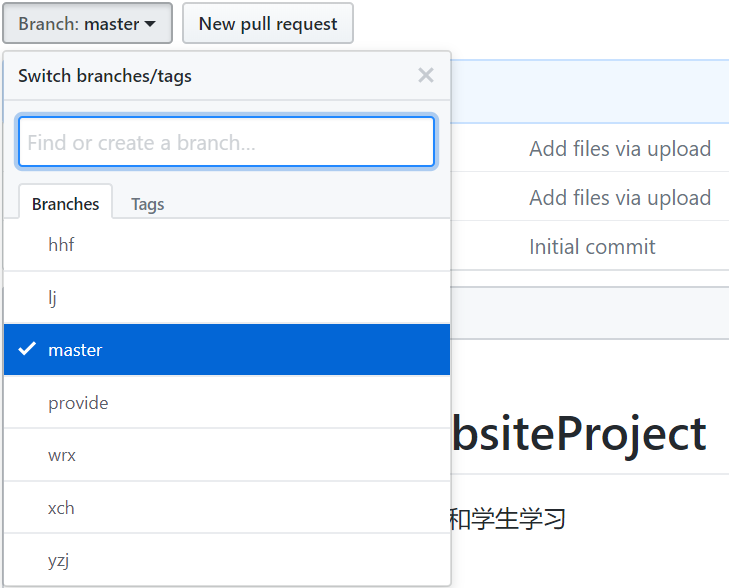 Branch: master
New pull request
Switch branches/tags
Find or create a branch...
Branches
Tags
hhf
lj
master
provide
wrx
xch
yzj
Add files via upload
Add files via upload
Initial commit
bsiteProject
和学生学习